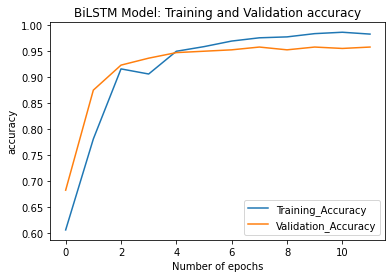 BiLSTM Model: Training and Validation accuracy
1.00
0.95
0.90
0.85
0.80
0.75
0.70
0.65
0.60
accuracy
Training_Accuracy
Validation_Accuracy
0 2 4 6 8 10
Number of epochs